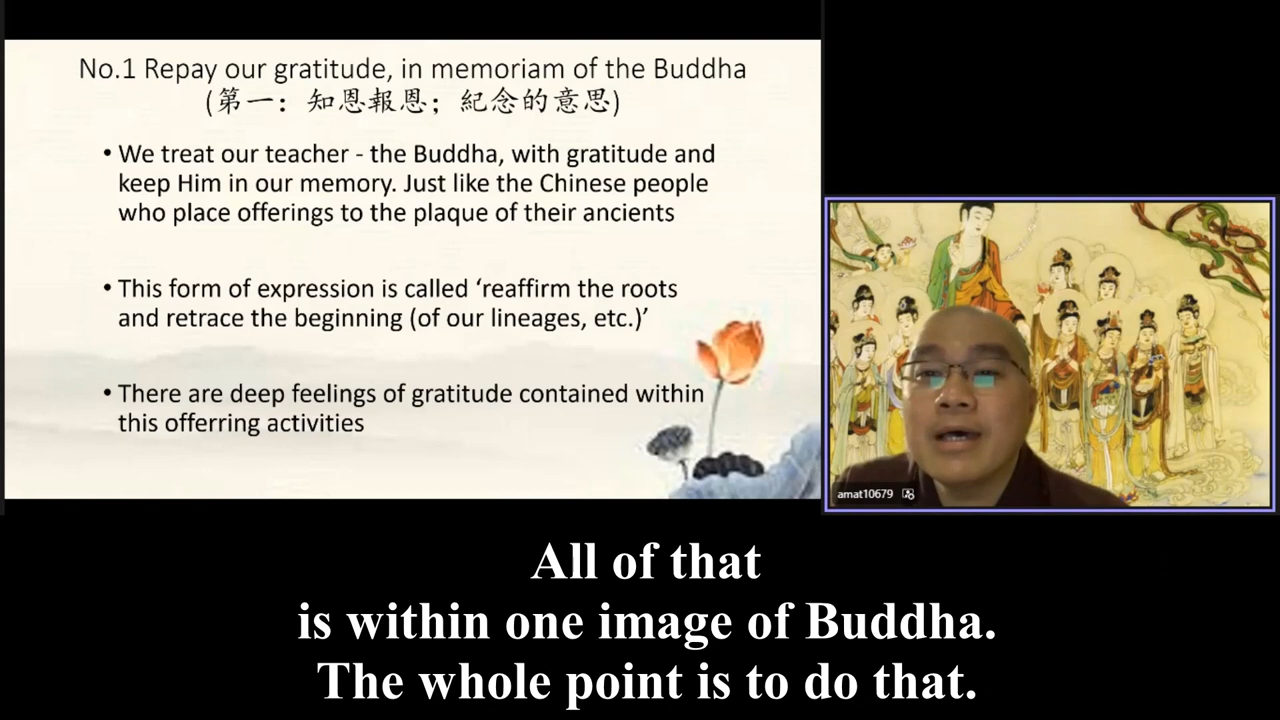 No.1 Repay our gratitude, in memoriam of the Buddha
(第一：知恩報恩；紀念的意思)
• We treat our teacher - the Buddha, with gratitude and
keep Him in our memory. Just like the Chinese people
who place offerings to the plaque of their ancients
• This form of expression is called ‘reaffirm the roots
and retrace the beginning (of our lineages, etc.)’
• There are deep feelings of gratitude contained within
this offerring activities
amat10679
All of that
is within one image of Buddha.
The whole point is to do that.